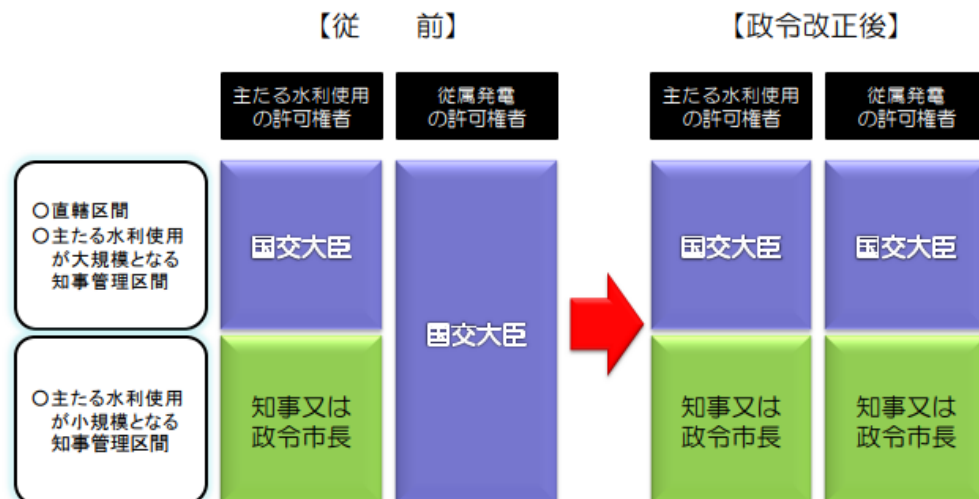 【従　　前】
【政令改正後】
主たる水利使用
の許可権者
従属発電
の許可権者
主たる水利使用
の許可権者
従属発電
の許可権者
○直轄区間
○主たる水利使用
が大規模となる
知事管理区間
国交大臣
国交大臣
国交大臣
国交大臣
○主たる水利使用
が小規模となる
知事管理区間
知事又は
政令市長
知事又は
政令市長
知事又は
政令市長